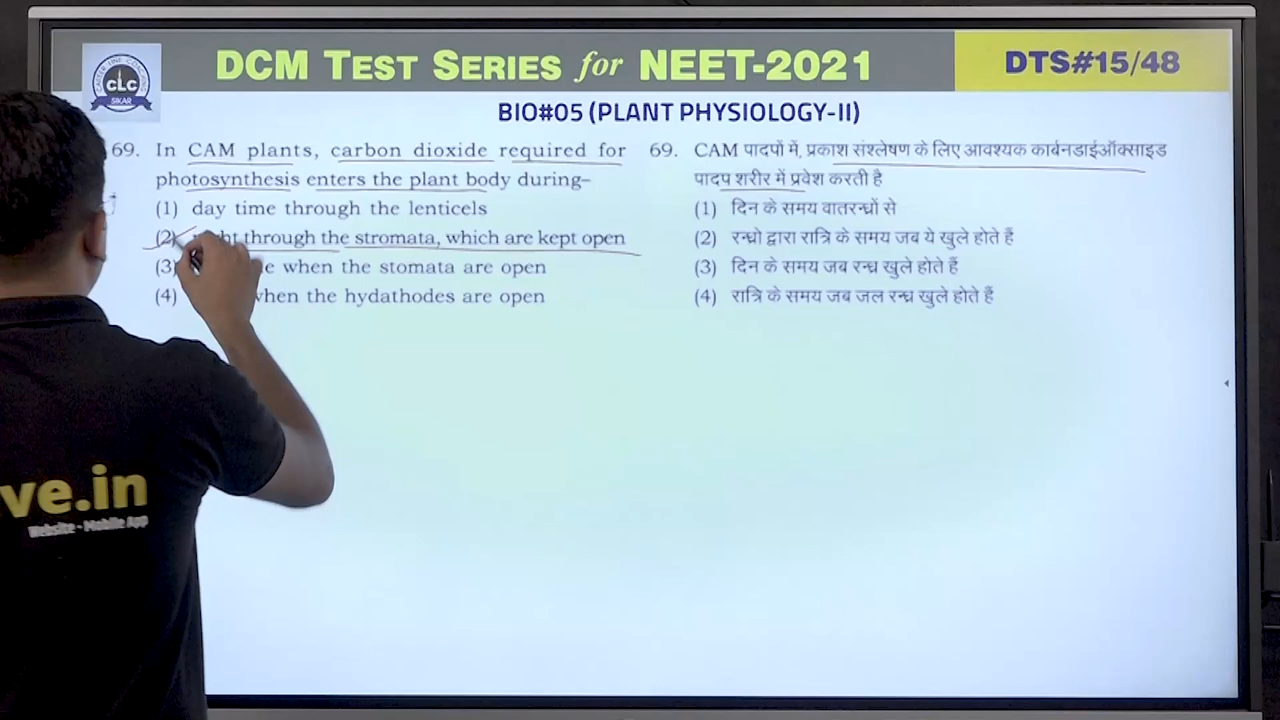 DCM TEST SERIES for NEET-2021
DTS#15/48
CLC
SIKAR
BIO#05 (PLANT PHYSIOLOGY-II)
69. In CAM plants, carbon dioxide required for
photosynthesis enters the plant body during–
(1) day time through the lenticels
(2) through the stromata, which are kept open
(3) when the stomata are open
(4) when the hydathodes are open
69. CAM पादपों में, प्रकाश संश्लेषण के लिए आवश्यक कार्बनडाईऑक्साइड
पादप शरीर में प्रवेश करती है
(1) दिन के समय वातरन्ध्रों से
(2) रन्ध्रो द्वारा रात्रि के समय जब ये खुले होते हैं
(3) दिन के समय जब रन्ध्र खुले होते हैं
(4) रात्रि के समय जब जल रन्ध्र खुले होते हैं
ve.in
Website - Mobile App